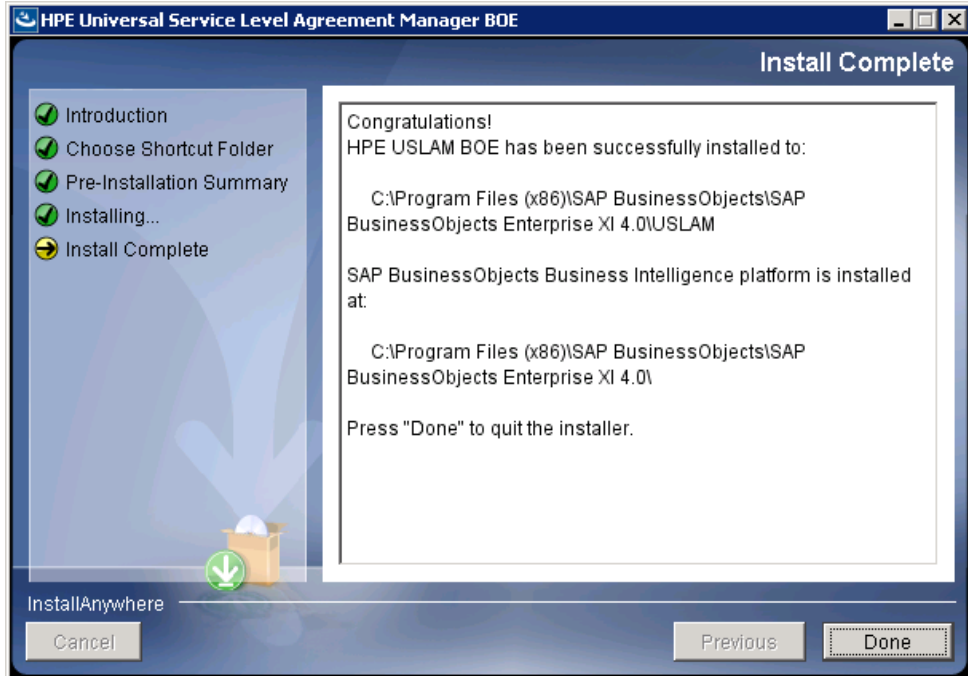 HPE Universal Service Level Agreement Manager BOE
Install Complete
Introduction
Choose Shortcut Folder
Pre-Installation Summary
Installing...
Install Complete
Congratulations!
HPE USLAM BOE has been successfully installed to:
C:\Program Files (x86)\SAP BusinessObjects\SAP
BusinessObjects Enterprise XI 4.0\USLAM
SAP BusinessObjects Business Intelligence platform is installed
at:
C:\Program Files (x86)\SAP BusinessObjects\SAP
BusinessObjects Enterprise XI 4.0\
Press "Done" to quit the installer.
InstallAnywhere
Cancel
Previous
Done